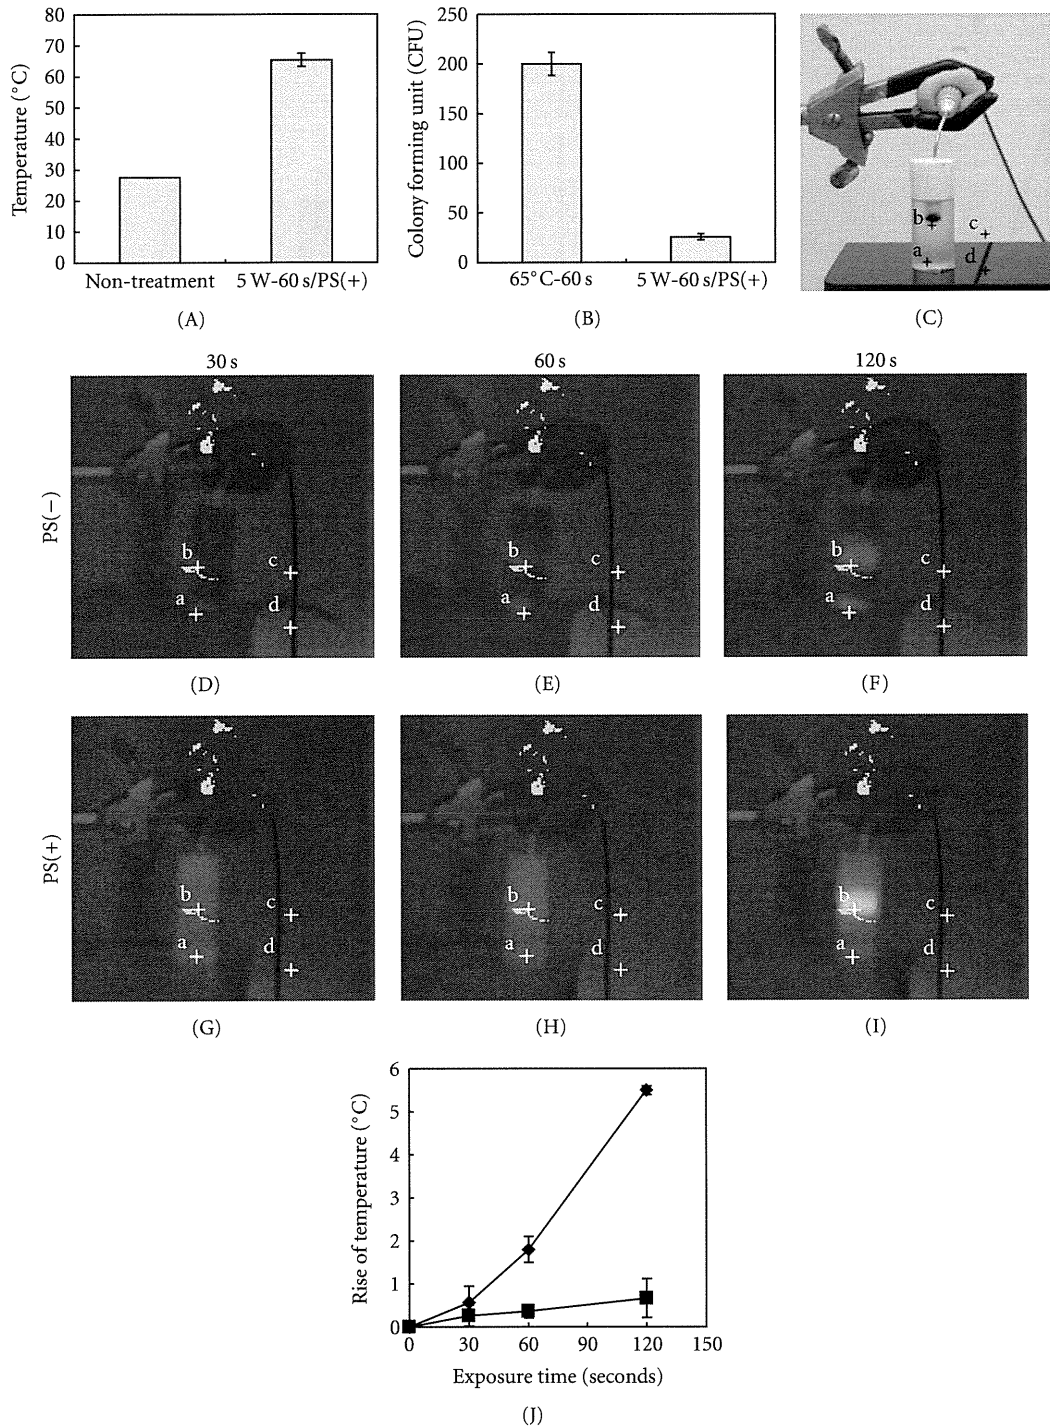 Temperature (°C)
80
70
60
50
40
30
20
10
0
Non-treatment
5 W-60 s/PS(+)
(A)
Colony forming unit (CFU)
250
200
150
100
50
0
65°C-60 s
5 W-60 s/PS(+)
(B)
b
c
a
d
(C)
30 s
60 s
120 s
PS(−)
b
c
a
d
b
c
a
d
b
c
a
d
(D)
(E)
(F)
PS(+)
b
c
a
d
b
c
a
d
b
c
a
d
(G)
(H)
(I)
Rise of temperature (°C)
6
5
4
3
2
1
0
0
30
60
90
120
150
Exposure time (seconds)
(J)